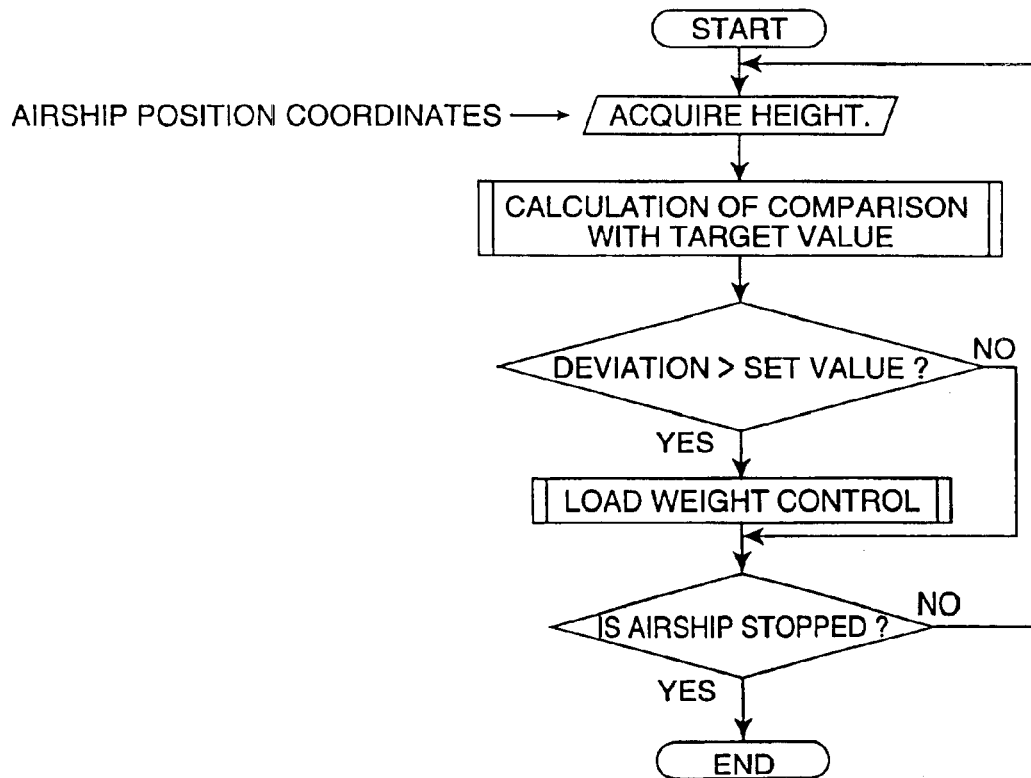 START
AIRSHIP POSITION COORDINATES
ACQUIRE HEIGHT.
CALCULATION OF COMPARISON
WITH TARGET VALUE
DEVIATION > SET VALUE ?
NO
YES
LOAD WEIGHT CONTROL
IS AIRSHIP STOPPED ?
NO
YES
END